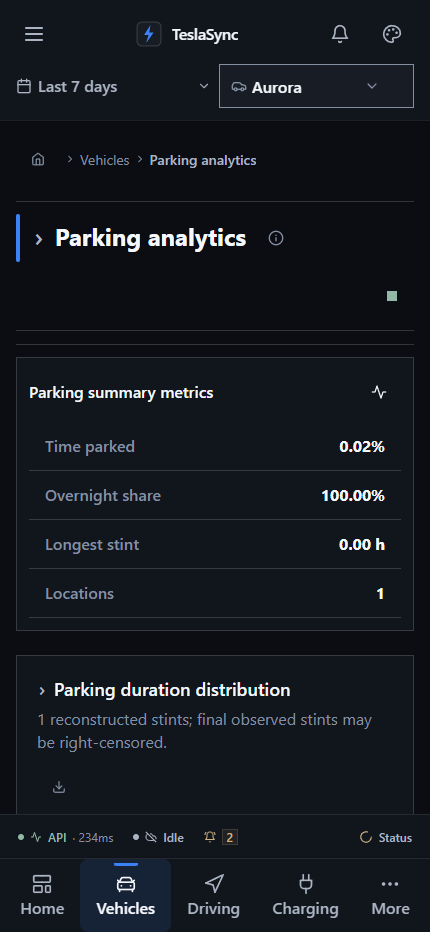 TeslaSync
Last 7 days
Aurora
Vehicles
Parking analytics
Parking analytics
Parking summary metrics
Time parked 0.02%
Overnight share 100.00%
Longest stint 0.00 h
Locations 1
Parking duration distribution
1 reconstructed stints; final observed stints may
be right-censored.
API · 234ms Idle 2 Status
Home Vehicles Driving Charging More